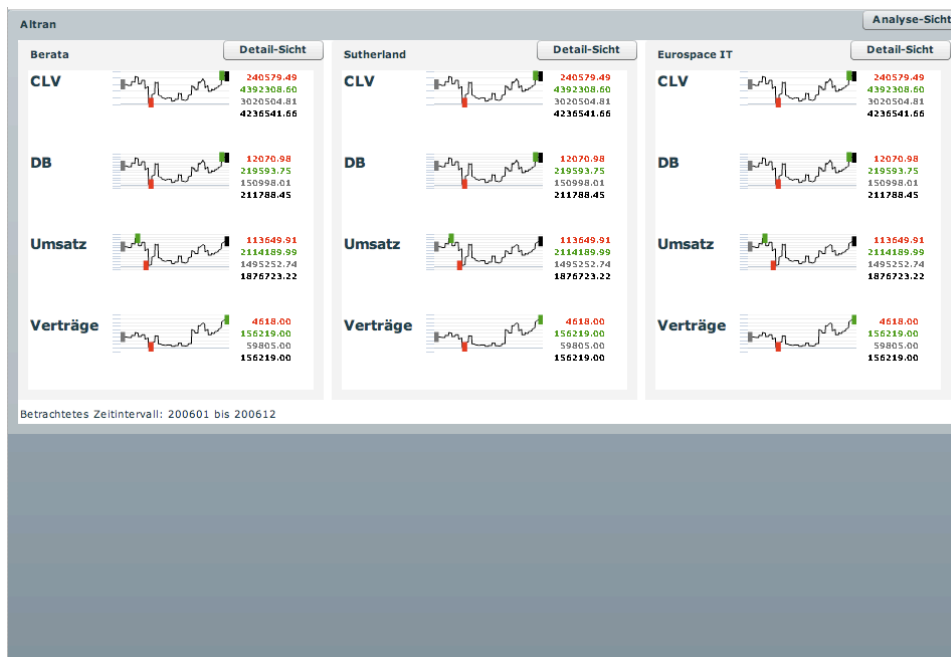 Altran
Analyse-Sicht
Berata
Detail-Sicht
CLV
240579.49
4392308.60
3020504.81
4236541.66
DB
12070.98
219593.75
150998.01
211788.45
Umsatz
113649.91
2114189.99
1495252.74
1876723.22
Verträge
4618.00
156219.00
59805.00
156219.00
Sutherland
Detail-Sicht
CLV
240579.49
4392308.60
3020504.81
4236541.66
DB
12070.98
219593.75
150998.01
211788.45
Umsatz
113649.91
2114189.99
1495252.74
1876723.22
Verträge
4618.00
156219.00
59805.00
156219.00
Eurospace IT
Detail-Sicht
CLV
240579.49
4392308.60
3020504.81
4236541.66
DB
12070.98
219593.75
150998.01
211788.45
Umsatz
113649.91
2114189.99
1495252.74
1876723.22
Verträge
4618.00
156219.00
59805.00
156219.00
Betrachtetes Zeitintervall: 200601 bis 200612